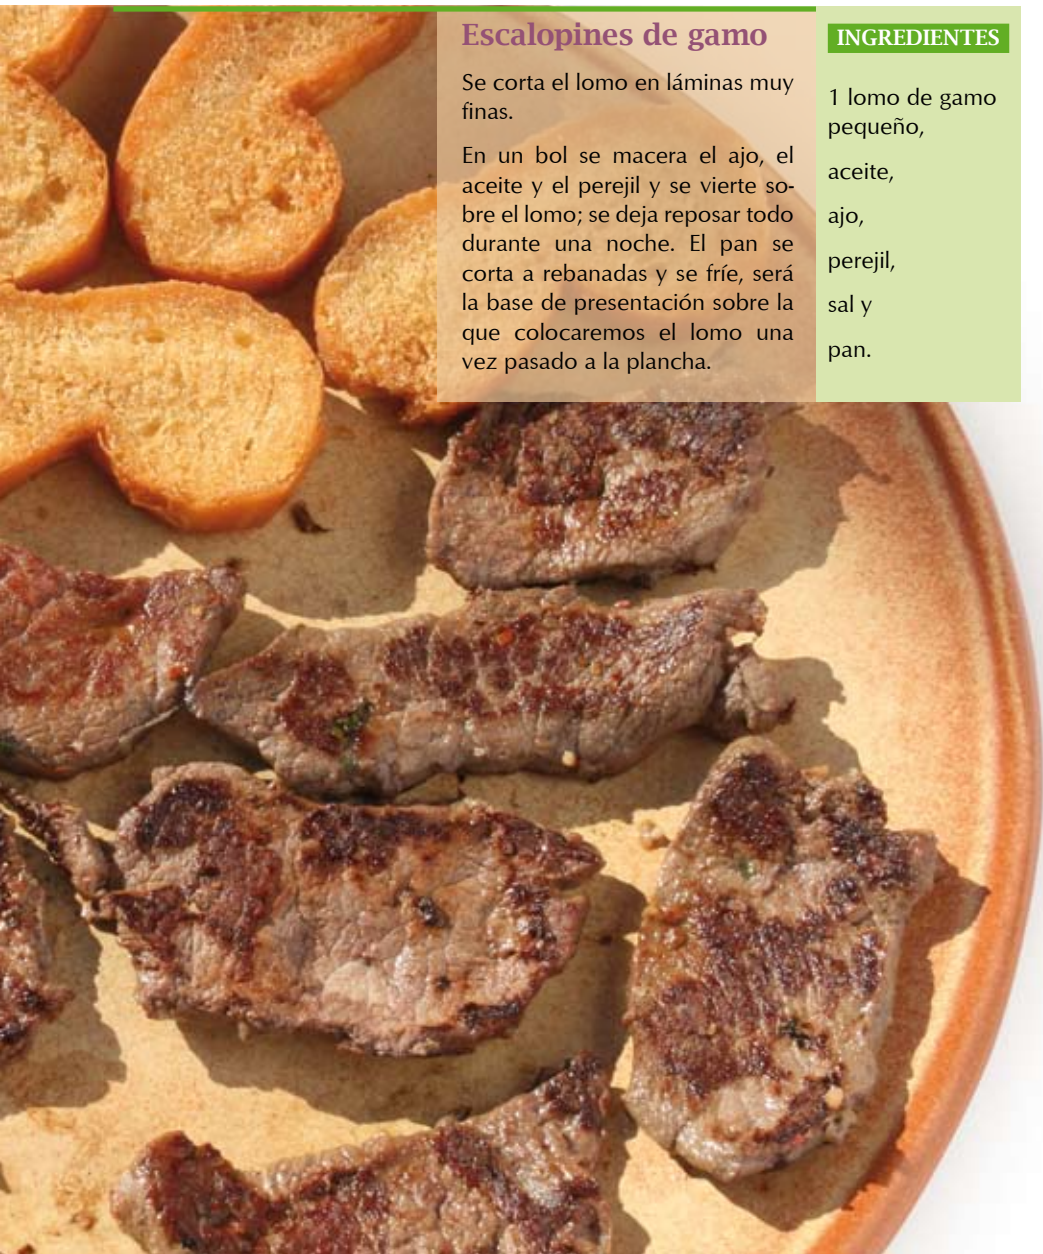 Escalopines de gamo
Se corta el lomo en láminas muy
finas.
En un bol se macera el ajo, el
aceite y el perejil y se vierte so-
bre el lomo; se deja reposar todo
durante una noche. El pan se
corta a rebanadas y se fríe, será
la base de presentación sobre la
que colocaremos el lomo una
vez pasado a la plancha.
INGREDIENTES
1 lomo de gamo
pequeño,
aceite,
ajo,
perejil,
sal y
pan.